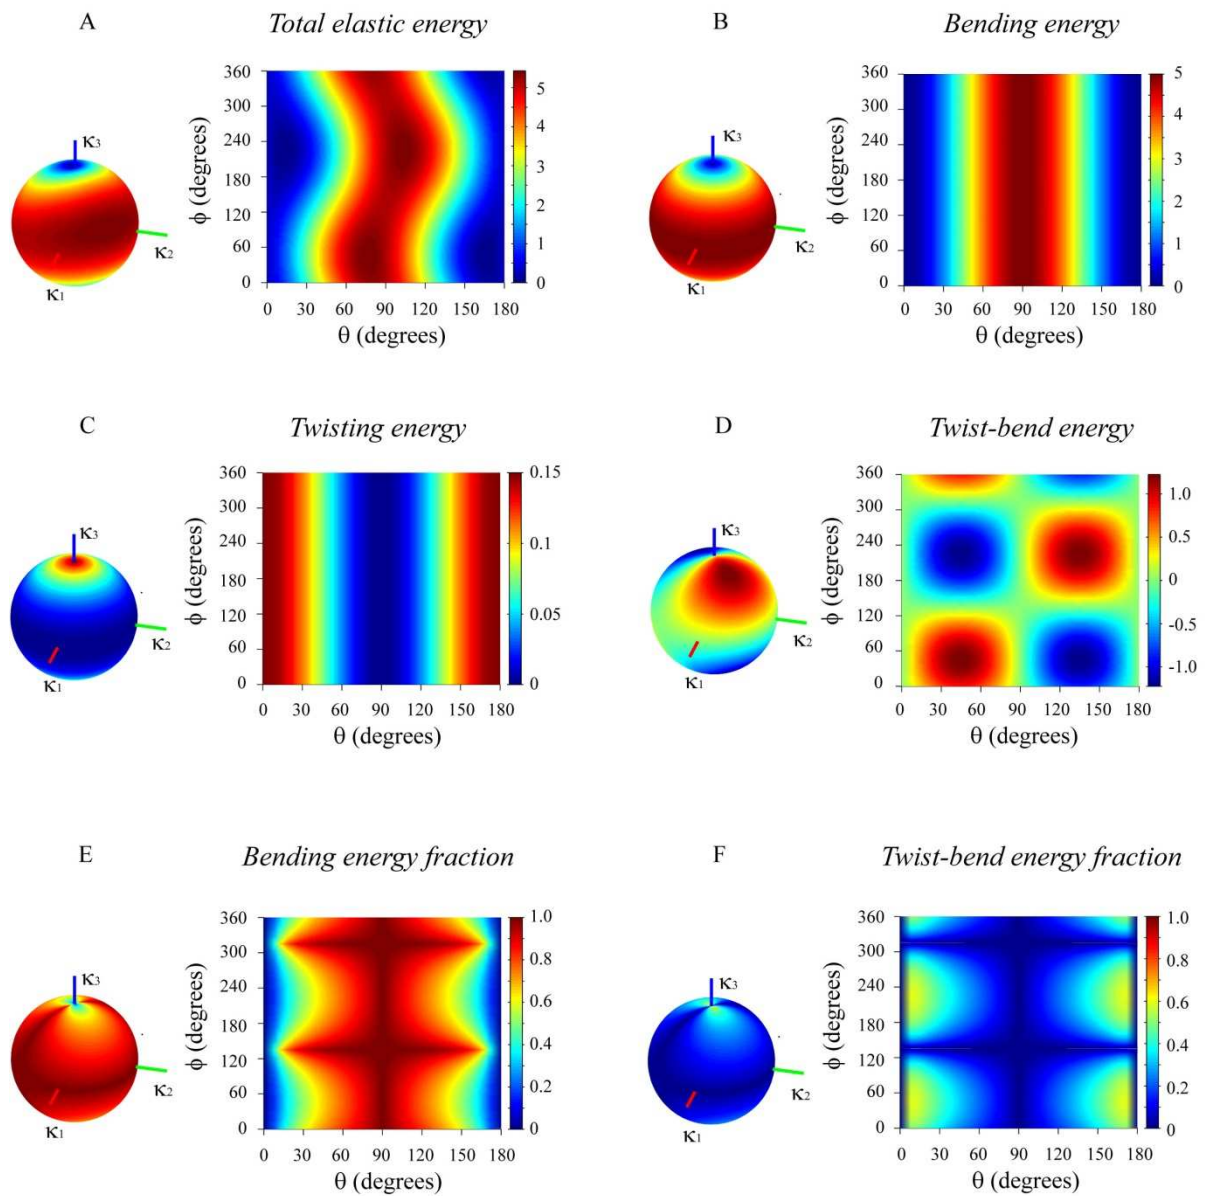 A
Total elastic energy
B
Bending energy
κ3
κ2
κ1
ϕ (degrees)
360
300
240
180
120
60
0
0 30 60 90 120 150 180
θ (degrees)
5
4
3
2
1
0
κ3
κ2
κ1
ϕ (degrees)
360
300
240
180
120
60
0
0 30 60 90 120 150 180
θ (degrees)
5
4
3
2
1
0
C
Twisting energy
D
Twist-bend energy
κ3
κ2
κ1
ϕ (degrees)
360
300
240
180
120
60
0
0 30 60 90 120 150 180
θ (degrees)
0.15
0.1
0.05
0
κ3
κ2
κ1
ϕ (degrees)
360
300
240
180
120
60
0
0 30 60 90 120 150 180
θ (degrees)
1.0
0.5
0
-0.5
-1.0
E
Bending energy fraction
F
Twist-bend energy fraction
κ3
κ2
κ1
ϕ (degrees)
360
300
240
180
120
60
0
0 30 60 90 120 150 180
θ (degrees)
1.0
0.8
0.6
0.4
0.2
0
κ3
κ2
κ1
ϕ (degrees)
360
300
240
180
120
60
0
0 30 60 90 120 150 180
θ (degrees)
1.0
0.8
0.6
0.4
0.2
0